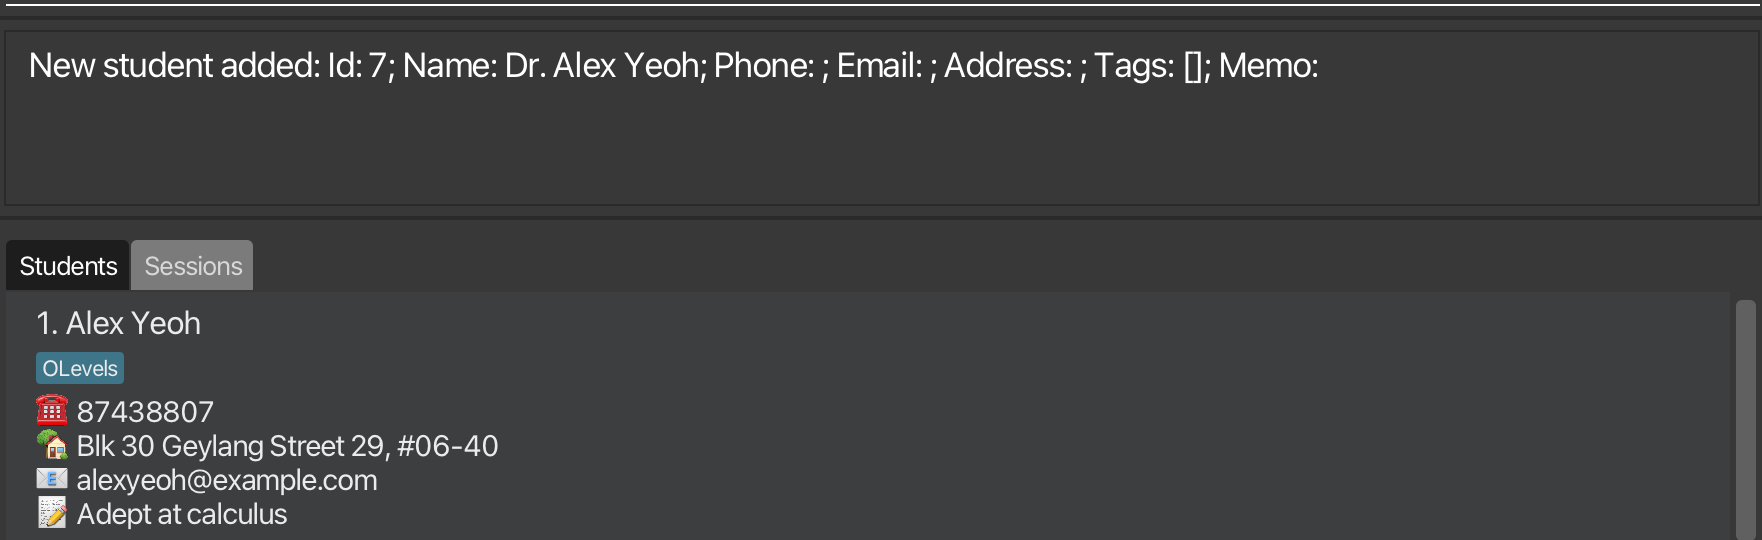 New student added: Id: 7; Name: Dr. Alex Yeoh; Phone: ; Email: ; Address: ; Tags: []; Memo:
Students Sessions
1. Alex Yeoh
OLevels
87438807
Blk 30 Geylang Street 29, #06-40
alexyeoh@example.com
Adept at calculus